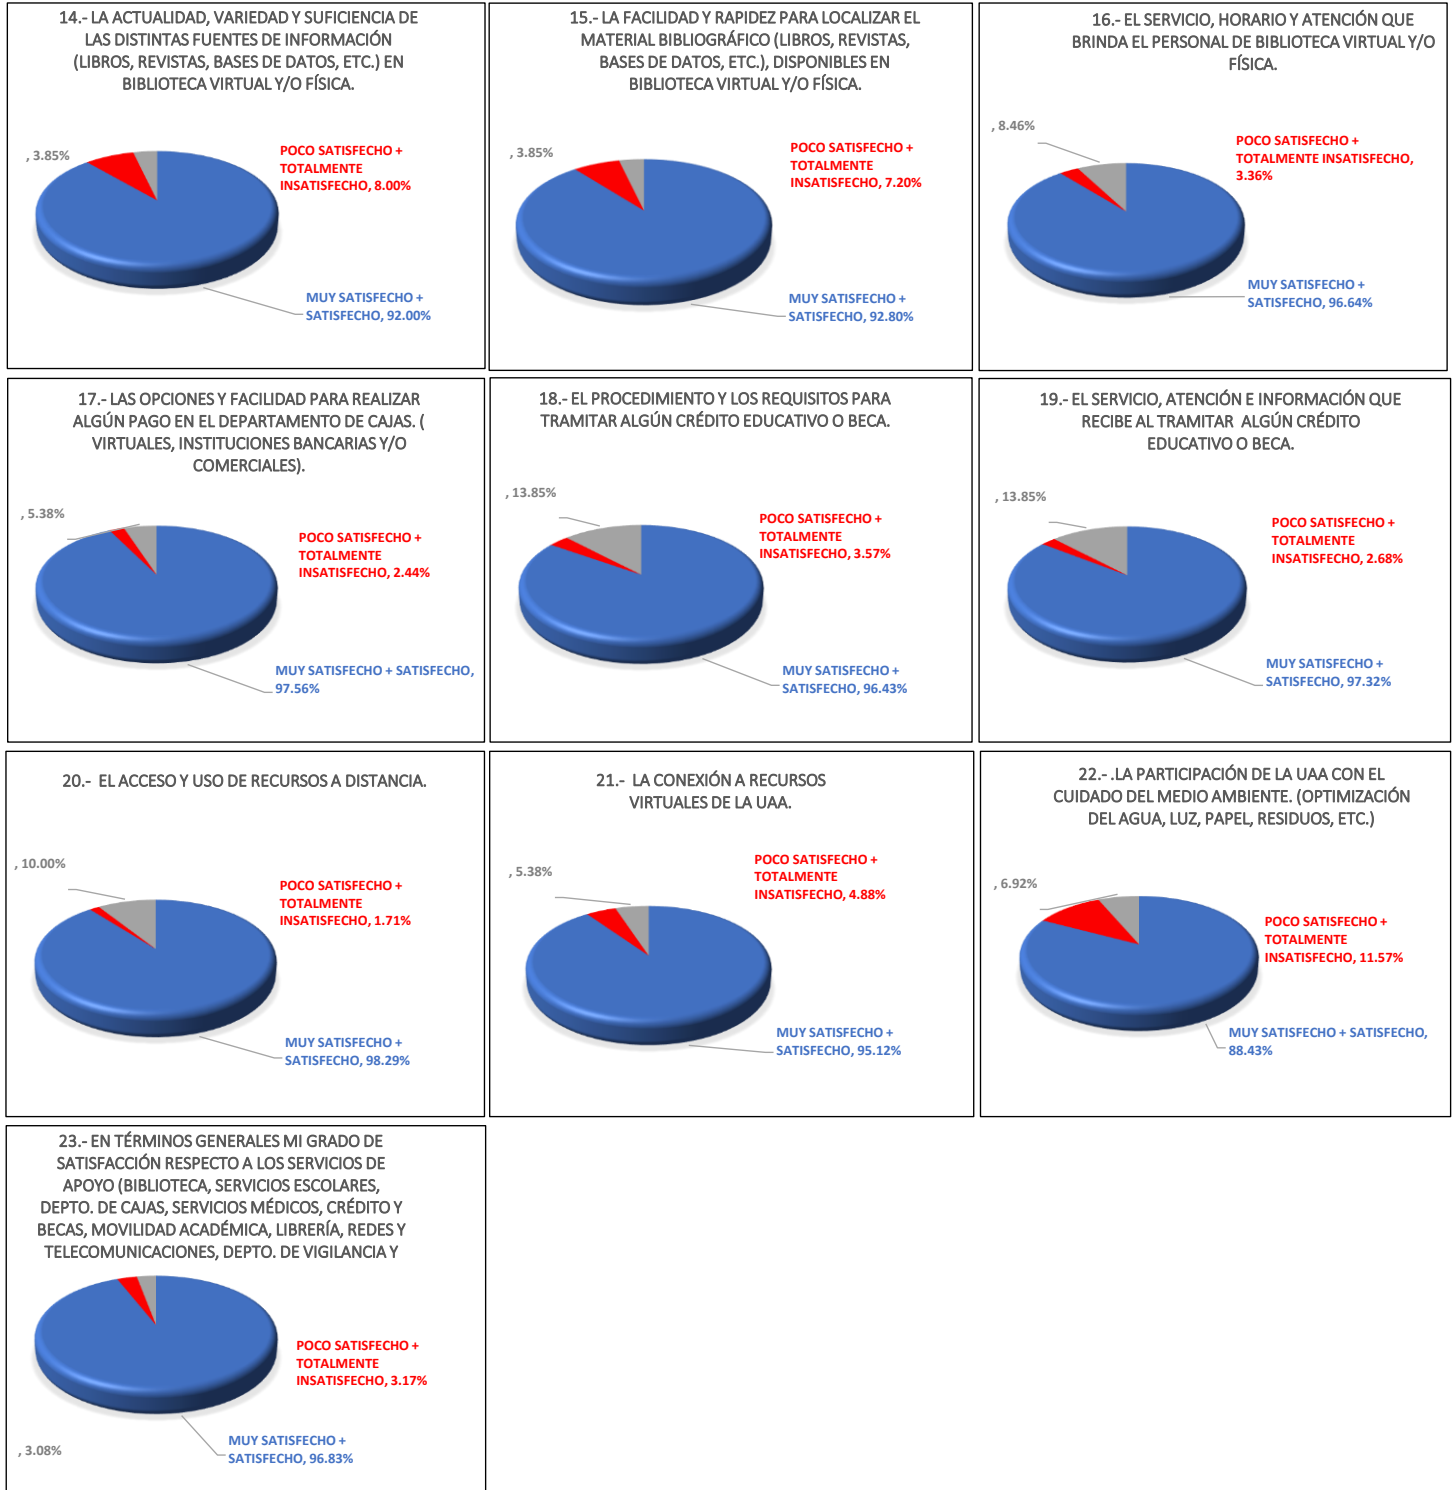 14.- LA ACTUALIDAD, VARIEDAD Y SUFICIENCIA DE
LAS DISTINTAS FUENTES DE INFORMACIÓN
(LIBROS, REVISTAS, BASES DE DATOS, ETC.) EN
BIBLIOTECA VIRTUAL Y/O FÍSICA.
, 3.85%
POCO SATISFECHO +
TOTALMENTE
INSATISFECHO, 8.00%
MUY SATISFECHO +
SATISFECHO, 92.00%
15.- LA FACILIDAD Y RAPIDEZ PARA LOCALIZAR EL
MATERIAL BIBLIOGRÁFICO (LIBROS, REVISTAS,
BASES DE DATOS, ETC.), DISPONIBLES EN
BIBLIOTECA VIRTUAL Y/O FÍSICA.
, 3.85%
POCO SATISFECHO +
TOTALMENTE
INSATISFECHO, 7.20%
MUY SATISFECHO +
SATISFECHO, 92.80%
16.- EL SERVICIO, HORARIO Y ATENCIÓN QUE
BRINDA EL PERSONAL DE BIBLIOTECA VIRTUAL Y/O
FÍSICA.
, 8.46%
POCO SATISFECHO +
TOTALMENTE INSATISFECHO,
3.36%
MUY SATISFECHO +
SATISFECHO, 96.64%
17.- LAS OPCIONES Y FACILIDAD PARA REALIZAR
ALGÚN PAGO EN EL DEPARTAMENTO DE CAJAS. (
VIRTUALES, INSTITUCIONES BANCARIAS Y/O
COMERCIALES).
, 5.38%
POCO SATISFECHO +
TOTALMENTE
INSATISFECHO, 2.44%
MUY SATISFECHO + SATISFECHO,
97.56%
18.- EL PROCEDIMIENTO Y LOS REQUISITOS PARA
TRAMITAR ALGÚN CRÉDITO EDUCATIVO O BECA.
, 13.85%
POCO SATISFECHO +
TOTALMENTE
INSATISFECHO, 3.57%
MUY SATISFECHO +
SATISFECHO, 96.43%
19.- EL SERVICIO, ATENCIÓN E INFORMACIÓN QUE
RECIBE AL TRAMITAR ALGÚN CRÉDITO
EDUCATIVO O BECA.
, 13.85%
POCO SATISFECHO +
TOTALMENTE
INSATISFECHO, 2.68%
MUY SATISFECHO +
SATISFECHO, 97.32%
20.- EL ACCESO Y USO DE RECURSOS A DISTANCIA.
, 10.00%
POCO SATISFECHO +
TOTALMENTE
INSATISFECHO, 1.71%
MUY SATISFECHO +
SATISFECHO, 98.29%
21.- LA CONEXIÓN A RECURSOS
VIRTUALES DE LA UAA.
, 5.38%
POCO SATISFECHO +
TOTALMENTE
INSATISFECHO, 4.88%
MUY SATISFECHO +
SATISFECHO, 95.12%
22.- .LA PARTICIPACIÓN DE LA UAA CON EL
CUIDADO DEL MEDIO AMBIENTE. (OPTIMIZACIÓN
DEL AGUA, LUZ, PAPEL, RESIDUOS, ETC.)
, 6.92%
POCO SATISFECHO +
TOTALMENTE
INSATISFECHO, 11.57%
MUY SATISFECHO + SATISFECHO,
88.43%
23.- EN TÉRMINOS GENERALES MI GRADO DE
SATISFACCIÓN RESPECTO A LOS SERVICIOS DE
APOYO (BIBLIOTECA, SERVICIOS ESCOLARES,
DEPTO. DE CAJAS, SERVICIOS MÉDICOS, CRÉDITO Y
BECAS, MOVILIDAD ACADÉMICA, LIBRERÍA, REDES Y
TELECOMUNICACIONES, DEPTO. DE VIGILANCIA Y
POCO SATISFECHO +
TOTALMENTE
INSATISFECHO, 3.17%
MUY SATISFECHO +
SATISFECHO, 96.83%
, 3.08%